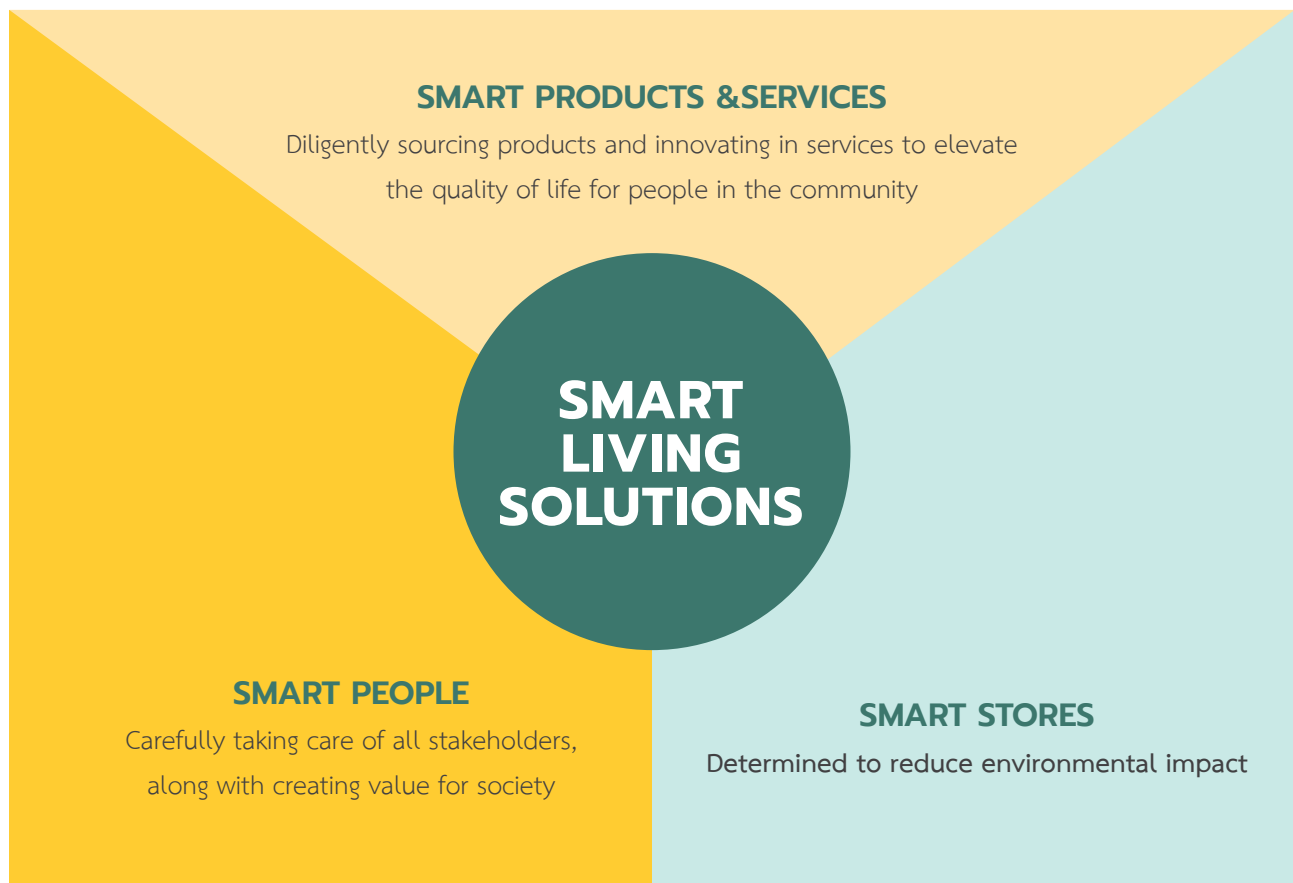 SMART PRODUCTS &SERVICES
Diligently sourcing products and innovating in services to elevate
the quality of life for people in the community
SMART
LIVING
SOLUTIONS
SMART PEOPLE
Carefully taking care of all stakeholders,
along with creating value for society
SMART STORES
Determined to reduce environmental impact